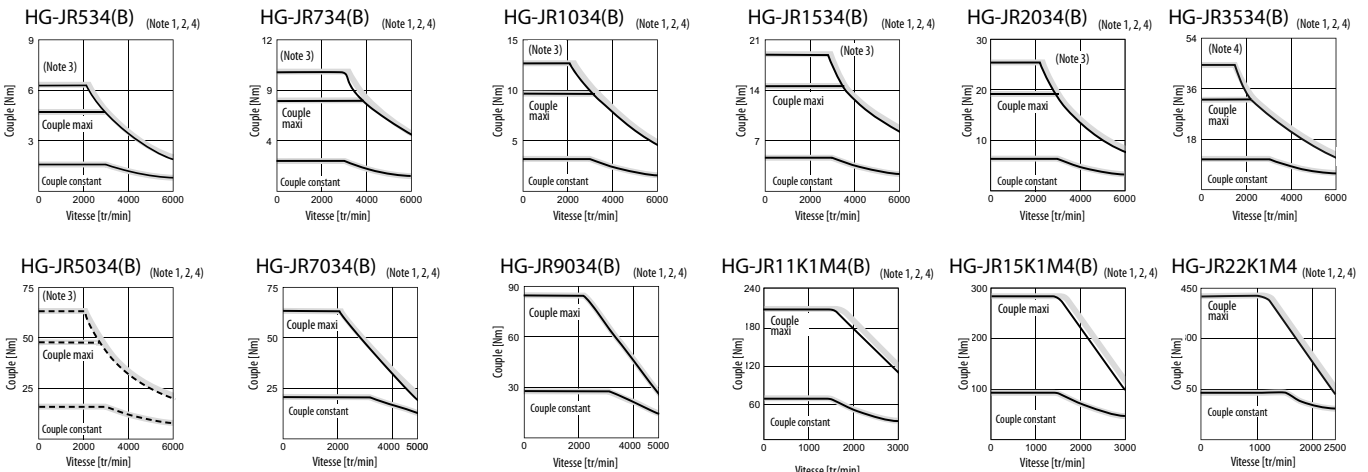 HG-JR534(B) (Note 1, 2, 4)
9
6
3
Couple [Nm]
(Note 3)
Couple maxi
Couple constant
0 2000 4000 6000
Vitesse [tr/min]
HG-JR734(B) (Note 1, 2, 4)
12
9
4
Couple [Nm]
(Note 3)
Couple
maxi
Couple constant
0 2000 4000 6000
Vitesse [tr/min]
HG-JR1034(B) (Note 1, 2, 4)
15
10
5
Couple [Nm]
(Note 3)
Couple
maxi
Couple constant
0 2000 4000 6000
Vitesse [tr/min]
HG-JR1534(B) (Note 1, 2, 4)
21
14
7
Couple [Nm]
(Note 3)
Couple maxi
Couple constant
0 2000 4000 6000
Vitesse [tr/min]
HG-JR2034(B) (Note 1, 2, 4)
30
20
10
Couple [Nm]
(Note 3)
Couple maxi
Couple constant
0 2000 4000 6000
Vitesse [tr/min]
HG-JR3534(B) (Note 1, 2, 4)
54
36
18
Couple [Nm]
(Note 4)
Couple
maxi
Couple constant
0 2000 4000 6000
Vitesse [tr/min]
HG-JR5034(B) (Note 1, 2, 4)
75
50
25
Couple [Nm]
(Note 3)
Couple maxi
Couple constant
0 2000 4000 6000
Vitesse [tr/min]
HG-JR7034(B) (Note 1, 2, 4)
75
50
25
Couple [Nm]
Couple maxi
Couple constant
0 2000 4000 5000
Vitesse [tr/min]
HG-JR9034(B) (Note 1, 2, 4)
90
60
30
Couple [Nm]
Couple maxi
Couple constant
0 2000 4000 5000
Vitesse [tr/min]
HG-JR11K1M4(B) (Note 1, 2, 4)
240
180
120
60
Couple [Nm]
Couple
maxi
Couple constant
0 1000 2000 3000
Vitesse [tr/min]
HG-JR15K1M4(B) (Note 1, 2, 4)
300
200
100
Couple [Nm]
Couple maxi
Couple constant
0 1000 2000 3000
Vitesse [tr/min]
HG-JR22K1M4 (Note 1, 2, 4)
450
00
50
Couple [Nm]
Couple
maxi
Couple constant
0 1000 2000 2500
Vitesse [tr/min]